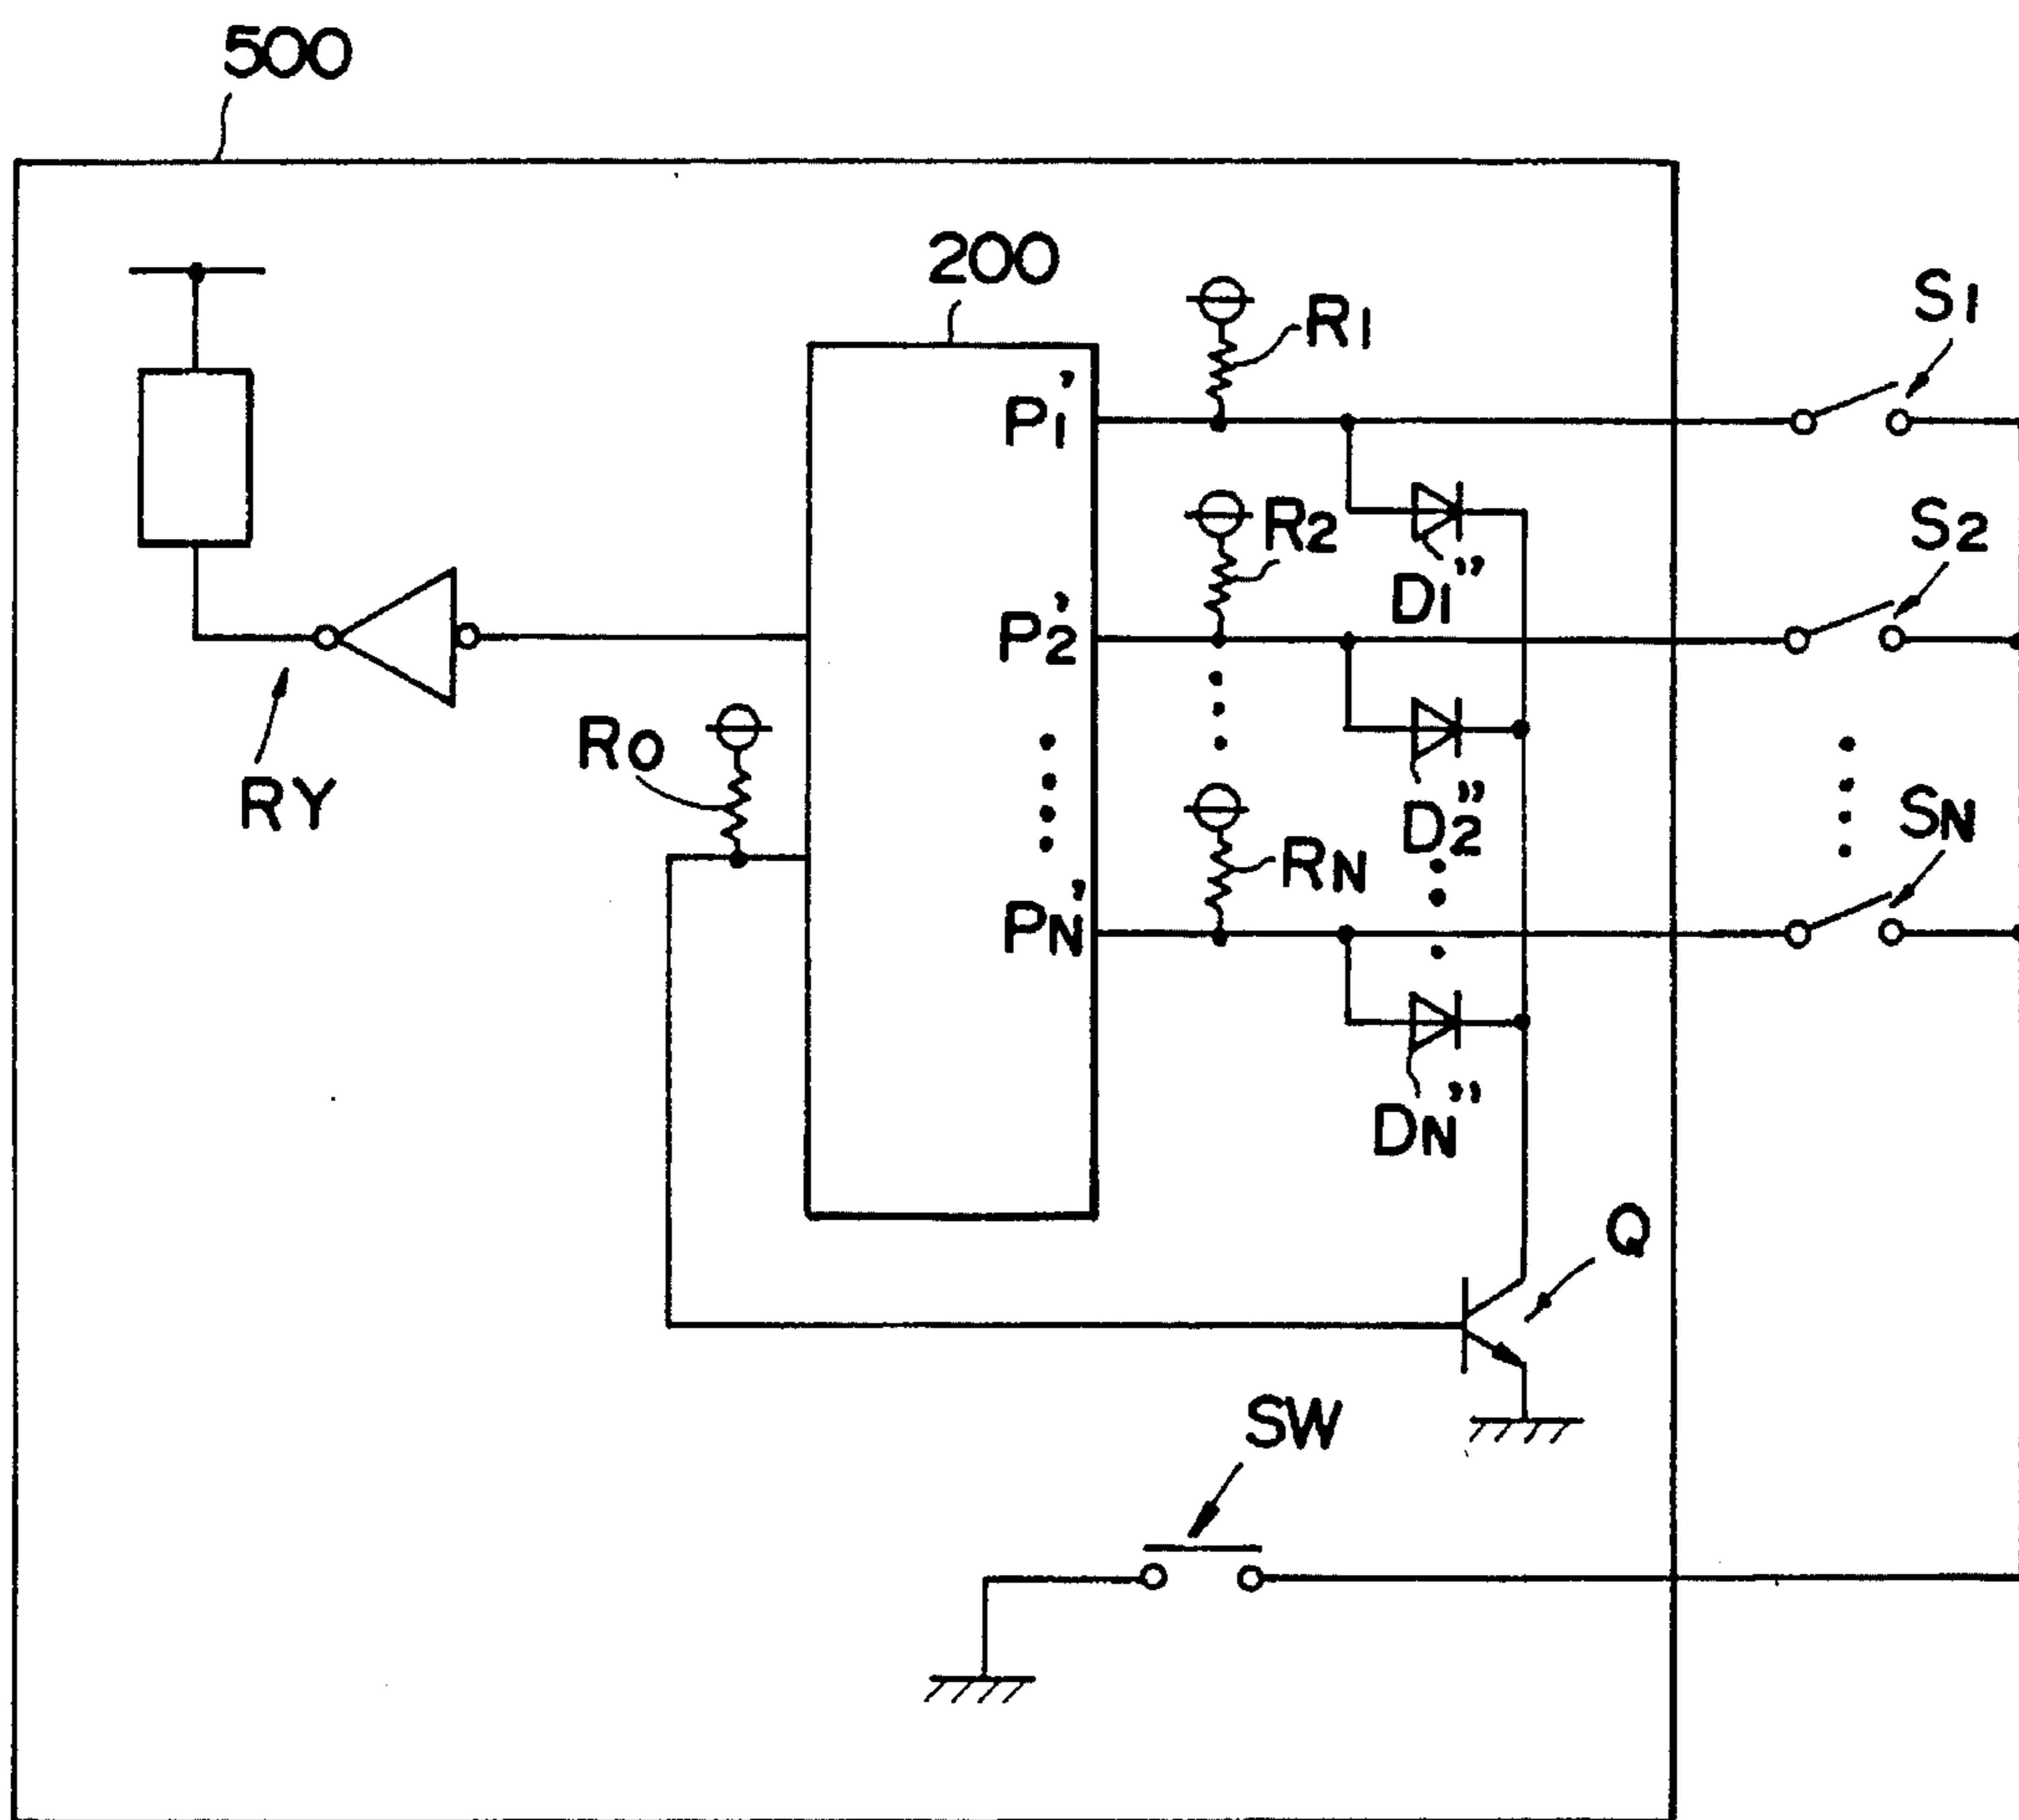 500
200
R1
S1
P1'
R2
S2
D1"
P2'
RO
RY
D2"
SN
RN
PN'
DN"
Q
SW